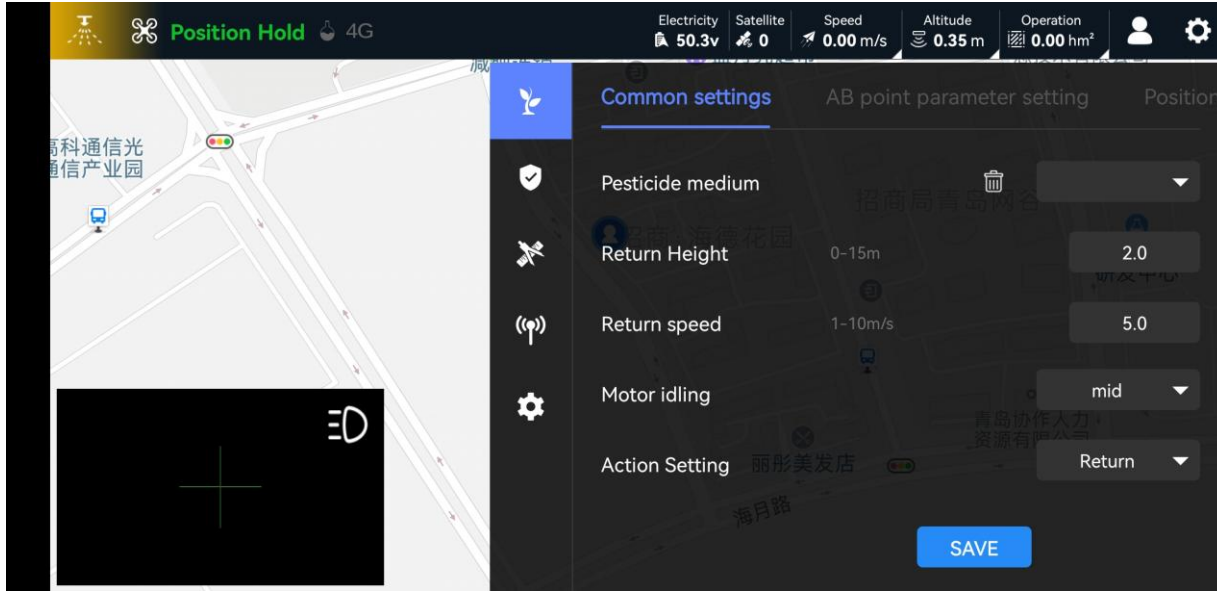 Position Hold 4G
Electricity
50.3v
Satellite
0
Speed
0.00 m/s
Altitude
0.35 m
Operation
0.00 hm²
高科通信光
通信产业园
Common settings
AB point parameter setting
Position
Pesticide medium
招商局青岛网谷
Return Height
0-15m
2.0
研发中心
Return speed
1-10m/s
5.0
Motor idling
mid
青岛协作人力
资源有限公司
Action Setting
丽彤美发店
Return
海月路
SAVE